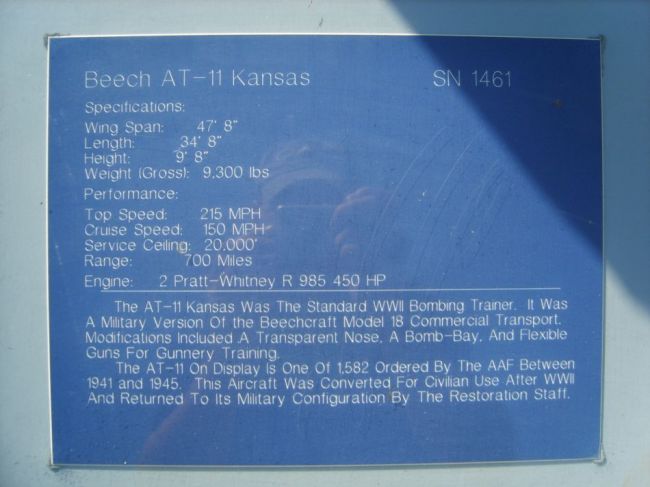 Beech AT-11 Kansas SN 1461
Specifications:
Wing Span: 47' 8"
Length: 34' 8"
Height: 9' 8"
Weight (Gross): 9,300 lbs
Performance:
Top Speed: 215 MPH
Cruise Speed: 150 MPH
Service Ceiling: 20,000'
Range: 700 Miles
Engine: 2 Pratt-Whitney R 985 450 HP
The AT-11 Kansas Was The Standard WWII Bombing Trainer. It Was
A Military Version Of the Beechcraft Model 18 Commercial Transport.
Modifications Included A Transparent Nose, A Bomb-Bay, And Flexible
Guns For Gunnery Training.
The AT-11 On Display Is One Of 1,582 Ordered By The AAF Between
1941 and 1945. This Aircraft Was Converted For Civilian Use After WWII
And Returned To Its Military Configuration By The Restoration Staff.